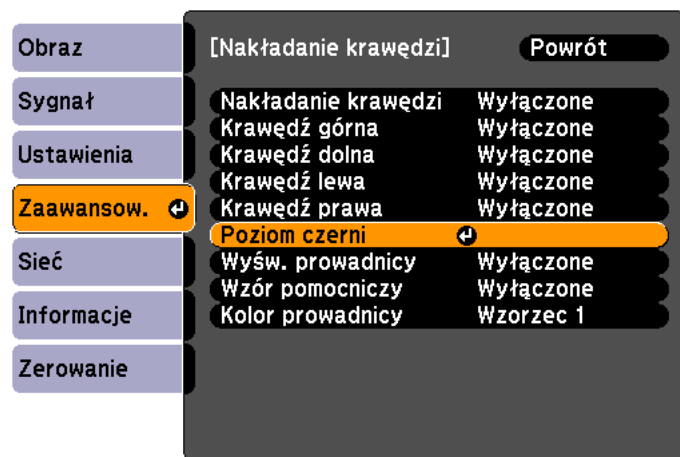 Obraz
Sygnał
Ustawienia
Zaawansow.
Sieć
Informacje
Zerowanie
[Nakładanie krawędzi] Powrót
Nakładanie krawędzi Wyłączone
Krawędź górna Wyłączone
Krawędź dolna Wyłączone
Krawędź lewa Wyłączone
Krawędź prawa Wyłączone
Poziom czerni
Wyśw. prowadnicy Wyłączone
Wzór pomocniczy Wyłączone
Kolor prowadnicy Wzorzec 1